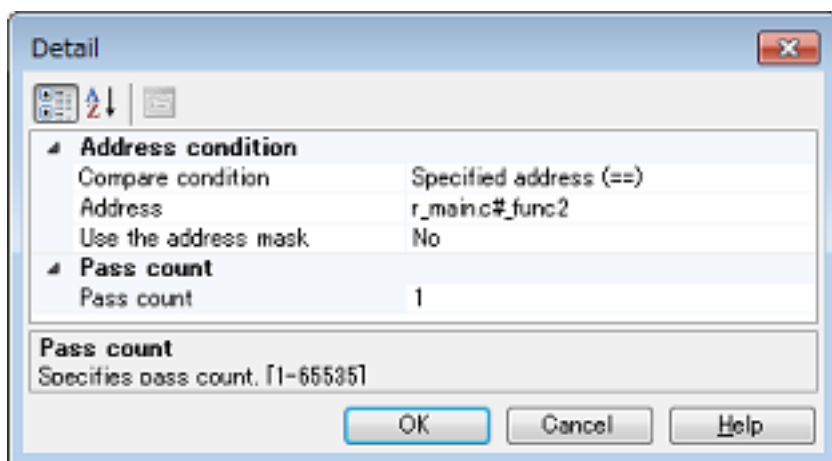 Detail
Address condition
Compare condition Specified address (==)
Address r_main.c#_func2
Use the address mask No
Pass count
Pass count 1
Pass count
Specifies pass count. [1-65535]
OK Cancel Help